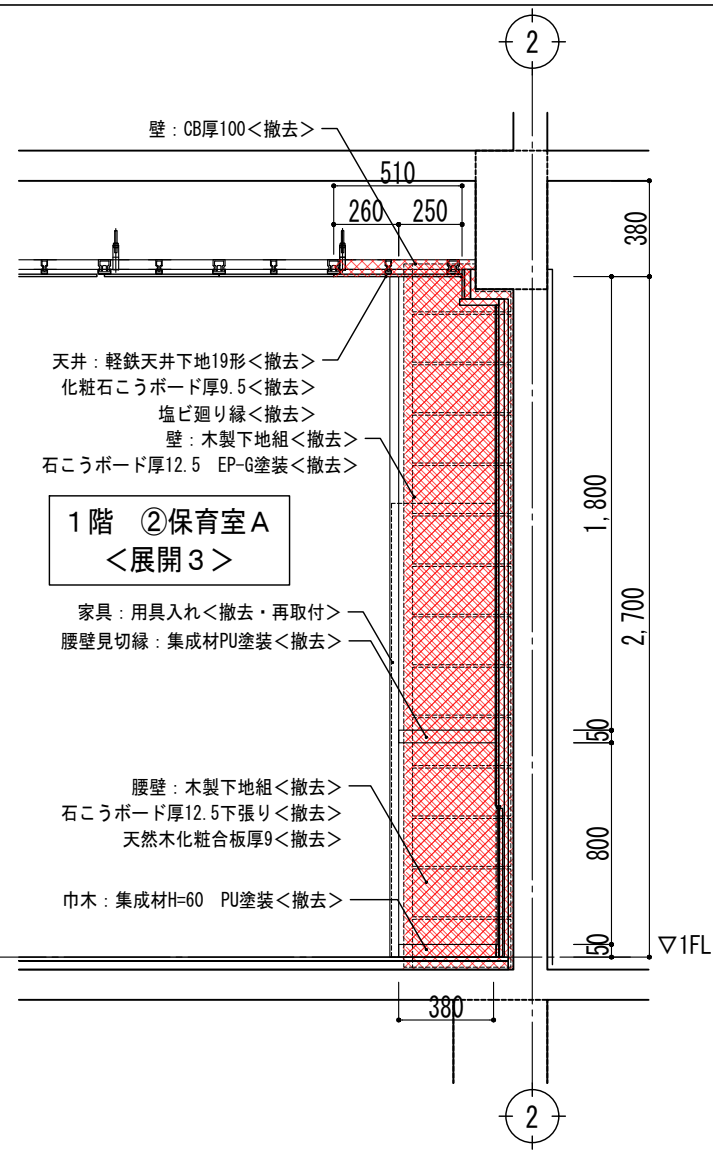 2
壁：CB厚100＜撤去＞
510
260
250
380
天井：軽鉄天井下地19形＜撤去＞
化粧石こうボード厚9.5＜撤去＞
塩ビ廻り縁＜撤去＞
壁：木製下地組＜撤去＞
石こうボード厚12.5 EP-G塗装＜撤去＞
1階 ②保育室A
＜展開3＞
1,800
2,700
家具：用具入れ＜撤去・再取付＞
腰壁見切縁：集成材PU塗装＜撤去＞
50
腰壁：木製下地組＜撤去＞
石こうボード厚12.5下張り＜撤去＞
天然木化粧合板厚9＜撤去＞
800
巾木：集成材H=60 PU塗装＜撤去＞
50
▽1FL
380
2